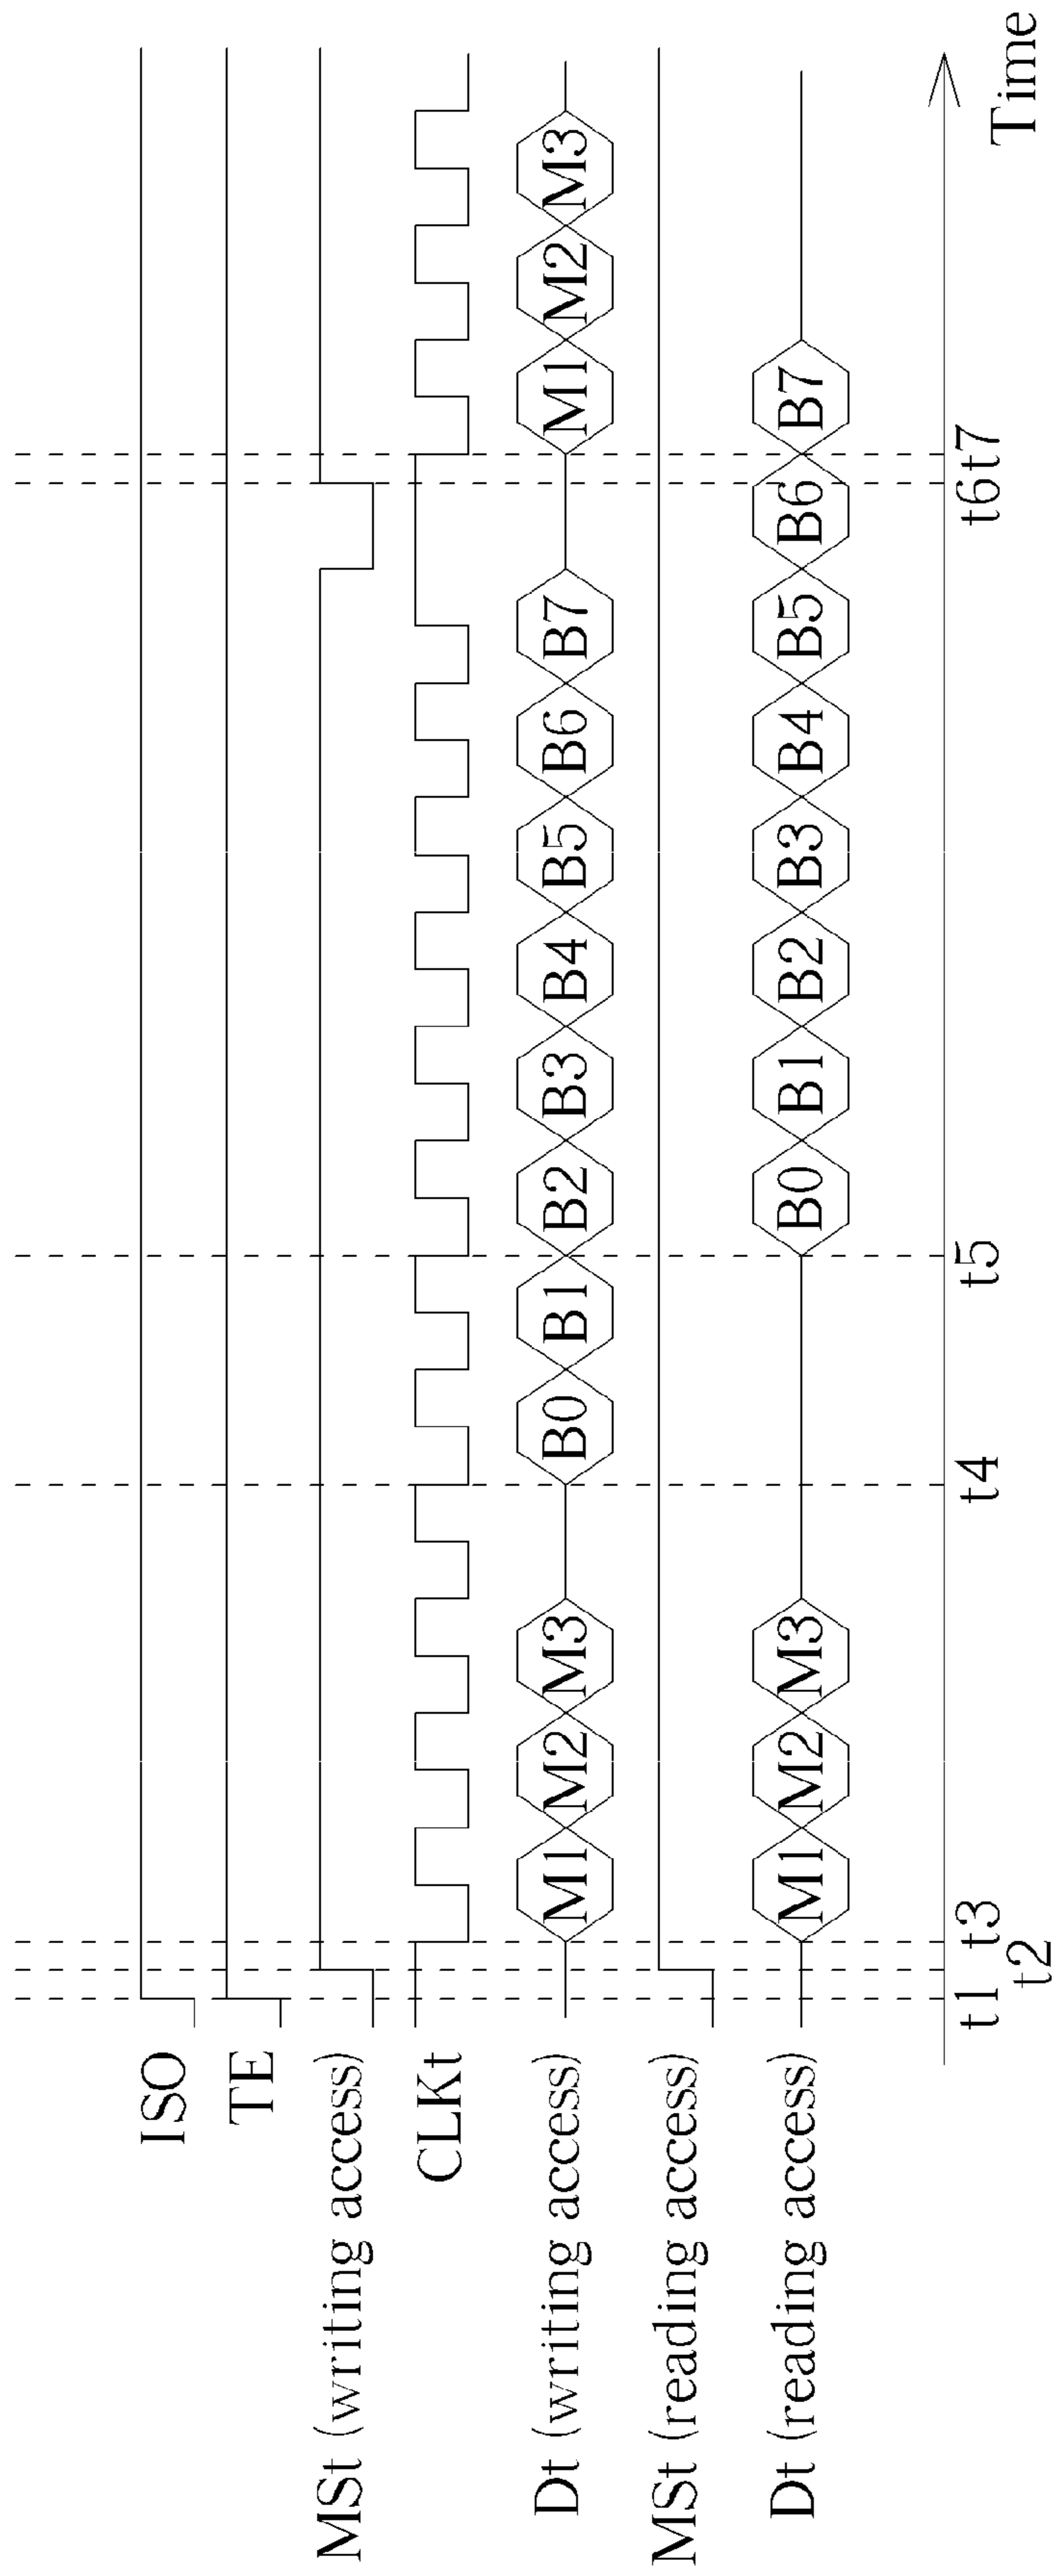 ISO
TE
MSt (writing access)
CLKt
Dt (writing access)
M1 M2 M3 B0 B1 B2 B3 B4 B5 B6 B7 M1 M2 M3
MSt (reading access)
Dt (reading access)
M1 M2 M3 B0 B1 B2 B3 B4 B5 B6 B7
t1 t3 t4 t5 t6 t7
t2
Time